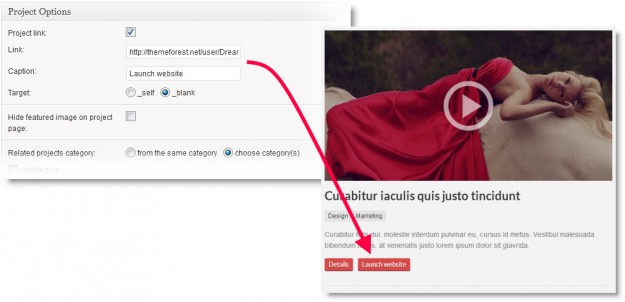 Project Options
Project link:
Link: http://themeforest.net/user/Drear
Caption: Launch website
Target: _self _blank
Hide featured image on project
page:
Related projects category: from the same category choose category(s)
Curabitur iaculis quis justo tincidunt
Design Marketing
dui, molestie interdum pulvinar eu, cursus id metus. Vestibul malesuada
bibendum, at venenatis justo lorem ipsum dolor sit glavrida.
Details Launch website